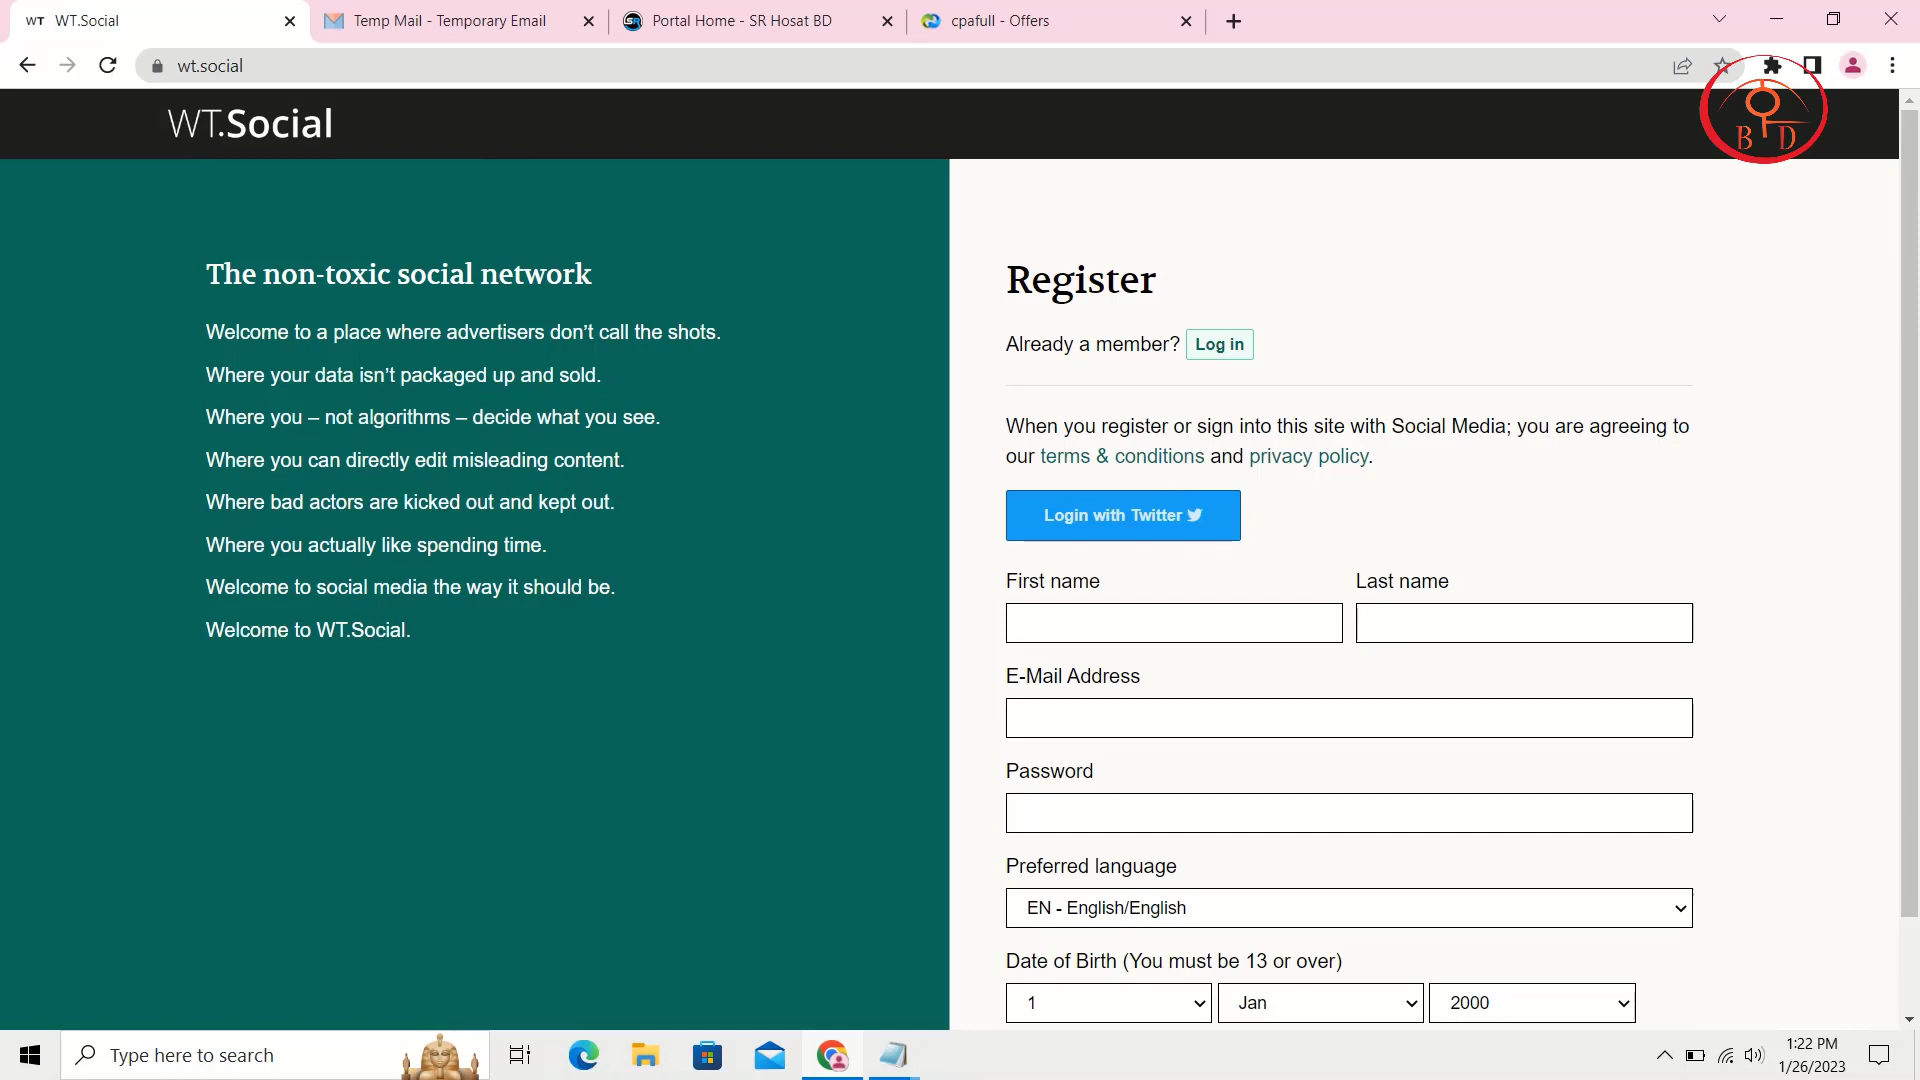 WT WT.Social
Temp Mail - Temporary Email
SR Portal Home - SR Hosat BD
cpafull - Offers
wt.social
WT.Social
B D
The non-toxic social network
Welcome to a place where advertisers don’t call the shots.
Where your data isn’t packaged up and sold.
Where you – not algorithms – decide what you see.
Where you can directly edit misleading content.
Where bad actors are kicked out and kept out.
Where you actually like spending time.
Welcome to social media the way it should be.
Welcome to WT.Social.
Register
Already a member? Log in
When you register or sign into this site with Social Media; you are agreeing to
our terms & conditions and privacy policy.
Login with Twitter
First name Last name
E-Mail Address
Password
Preferred language
EN - English/English
Date of Birth (You must be 13 or over)
1 Jan 2000
Type here to search
1:22 PM
1/26/2023